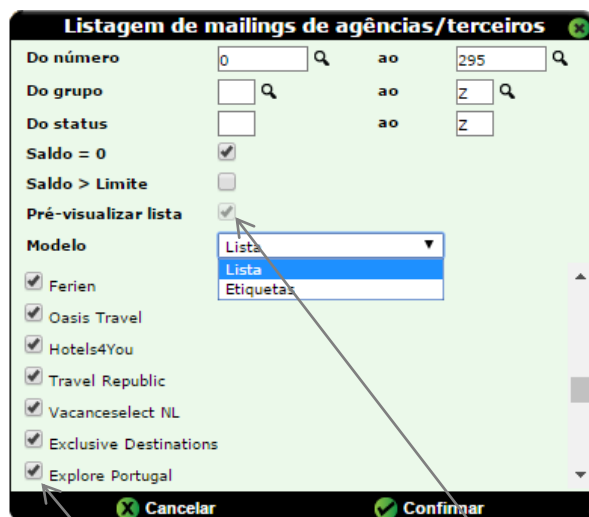 Listagem de mailings de agências/terceiros
Do número 0 ao 295
Do grupo ao Z
Do status ao Z
Saldo = 0
Saldo > Limite
Pré-visualizar lista
Modelo Lista
Lista
Etiquetas
Ferien
Oasis Travel
Hotels4You
Travel Republic
Vacanceselect NL
Exclusive Destinations
Explore Portugal
Cancelar Confirmar